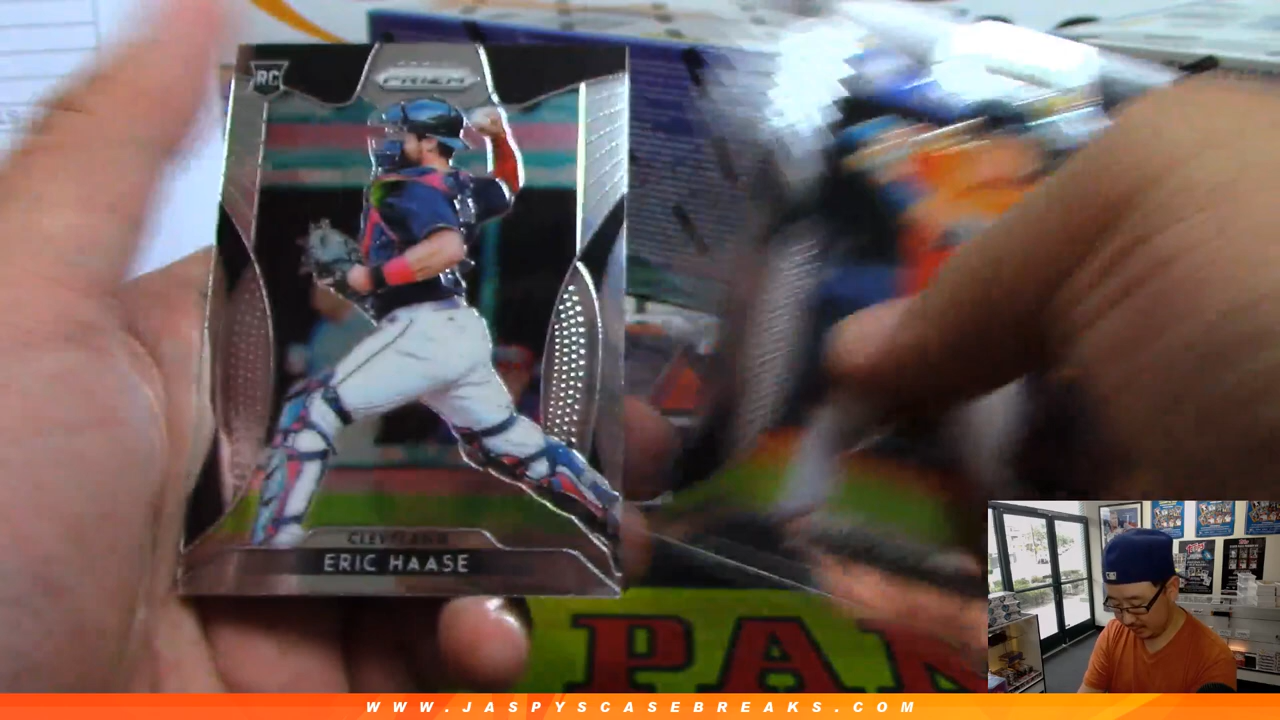 RC
PRIZM
CLEVELAND
ERIC HAASE
PAN
WWW.JASPYSCASEBREAKS.COM